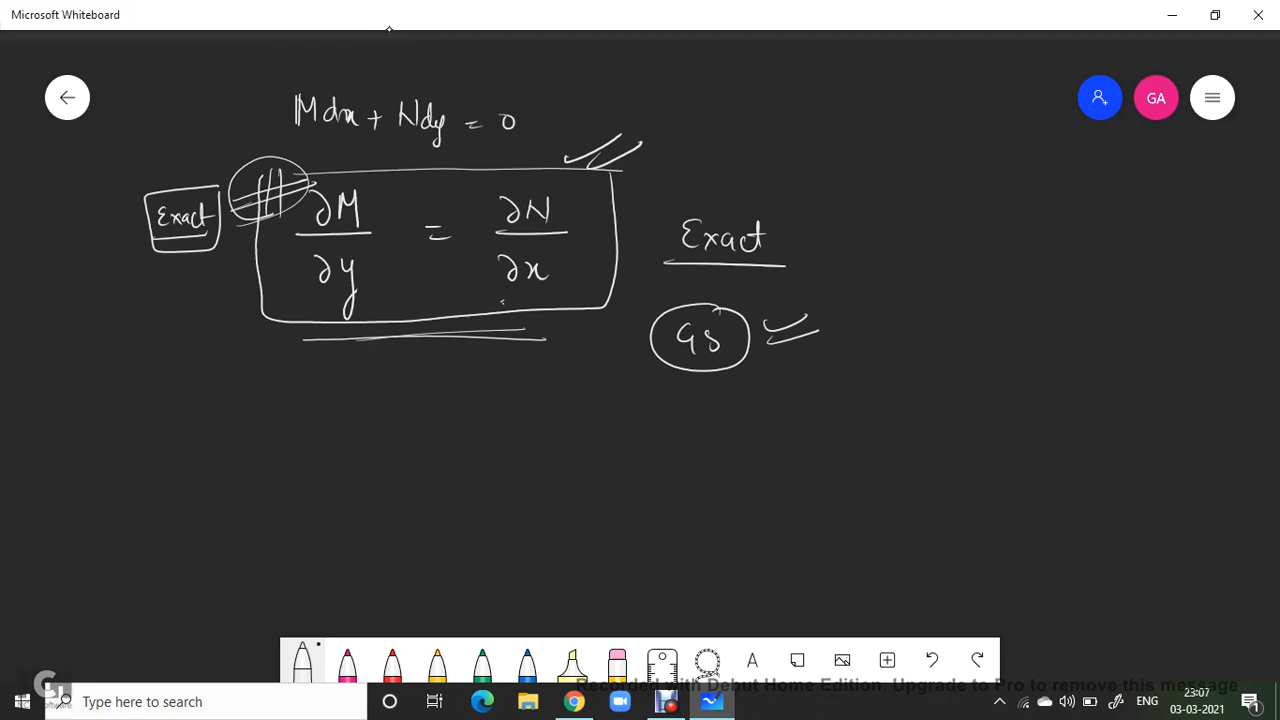 Microsoft Whiteboard
Mdx + Ndy = 0
GA
Exact
∂M/∂y = ∂N/∂x
Exact
GS
A
Recorded with Debut Home Edition. Upgrade to Pro to remove this message
Type here to search
ENG
23:07
03-03-2021
1